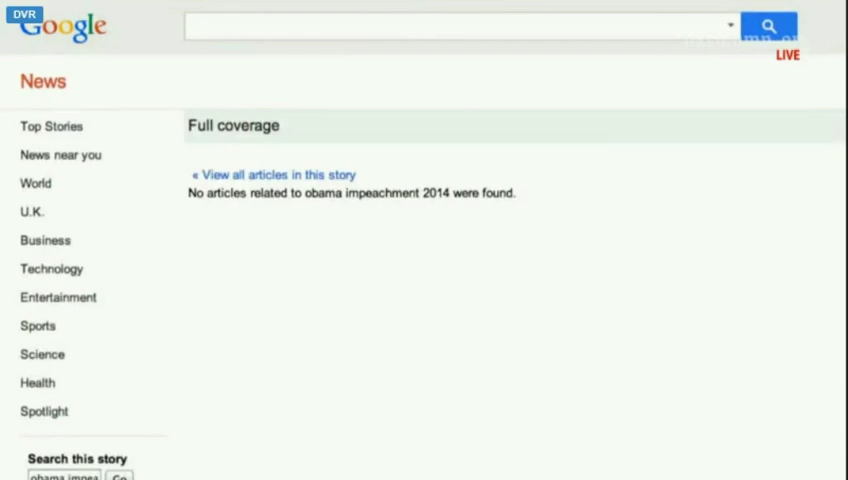 DVR
Google
LIVE
News
Top Stories
News near you
World
U.K.
Business
Technology
Entertainment
Sports
Science
Health
Spotlight
Search this story
obama impea
Go
Full coverage
« View all articles in this story
No articles related to obama impeachment 2014 were found.